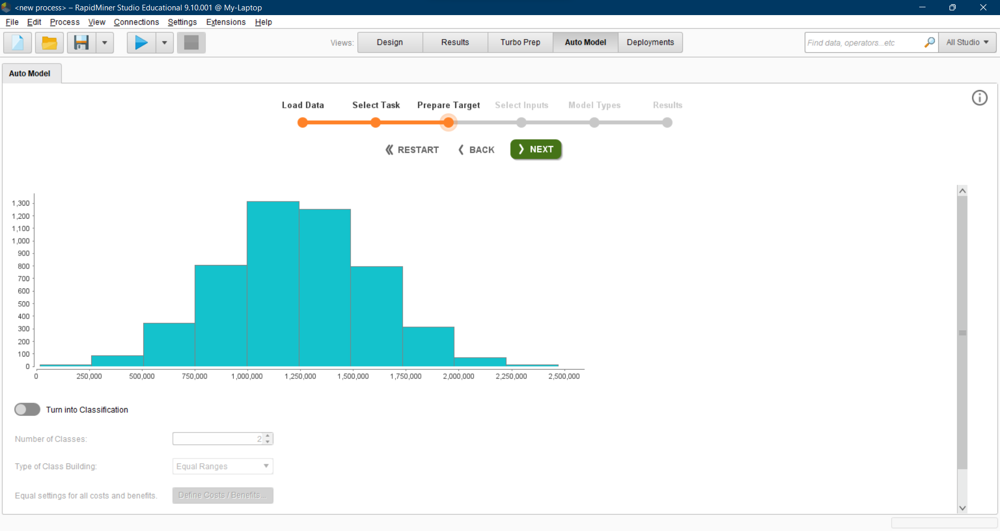 <new process> – RapidMiner Studio Educational 9.10.001 @ My-Laptop
File Edit Process View Connections Settings Extensions Help
Views: Design Results Turbo Prep Auto Model Deployments Find data, operators...etc All Studio
Auto Model
Load Data Select Task Prepare Target Select Inputs Model Types Results
RESTART BACK NEXT
1,300
1,200
1,100
1,000
900
800
700
600
500
400
300
200
100
0
0 250,000 500,000 750,000 1,000,000 1,250,000 1,500,000 1,750,000 2,000,000 2,250,000 2,500,000
Turn into Classification
Number of Classes: 2
Type of Class Building: Equal Ranges
Equal settings for all costs and benefits. Define Costs / Benefits...